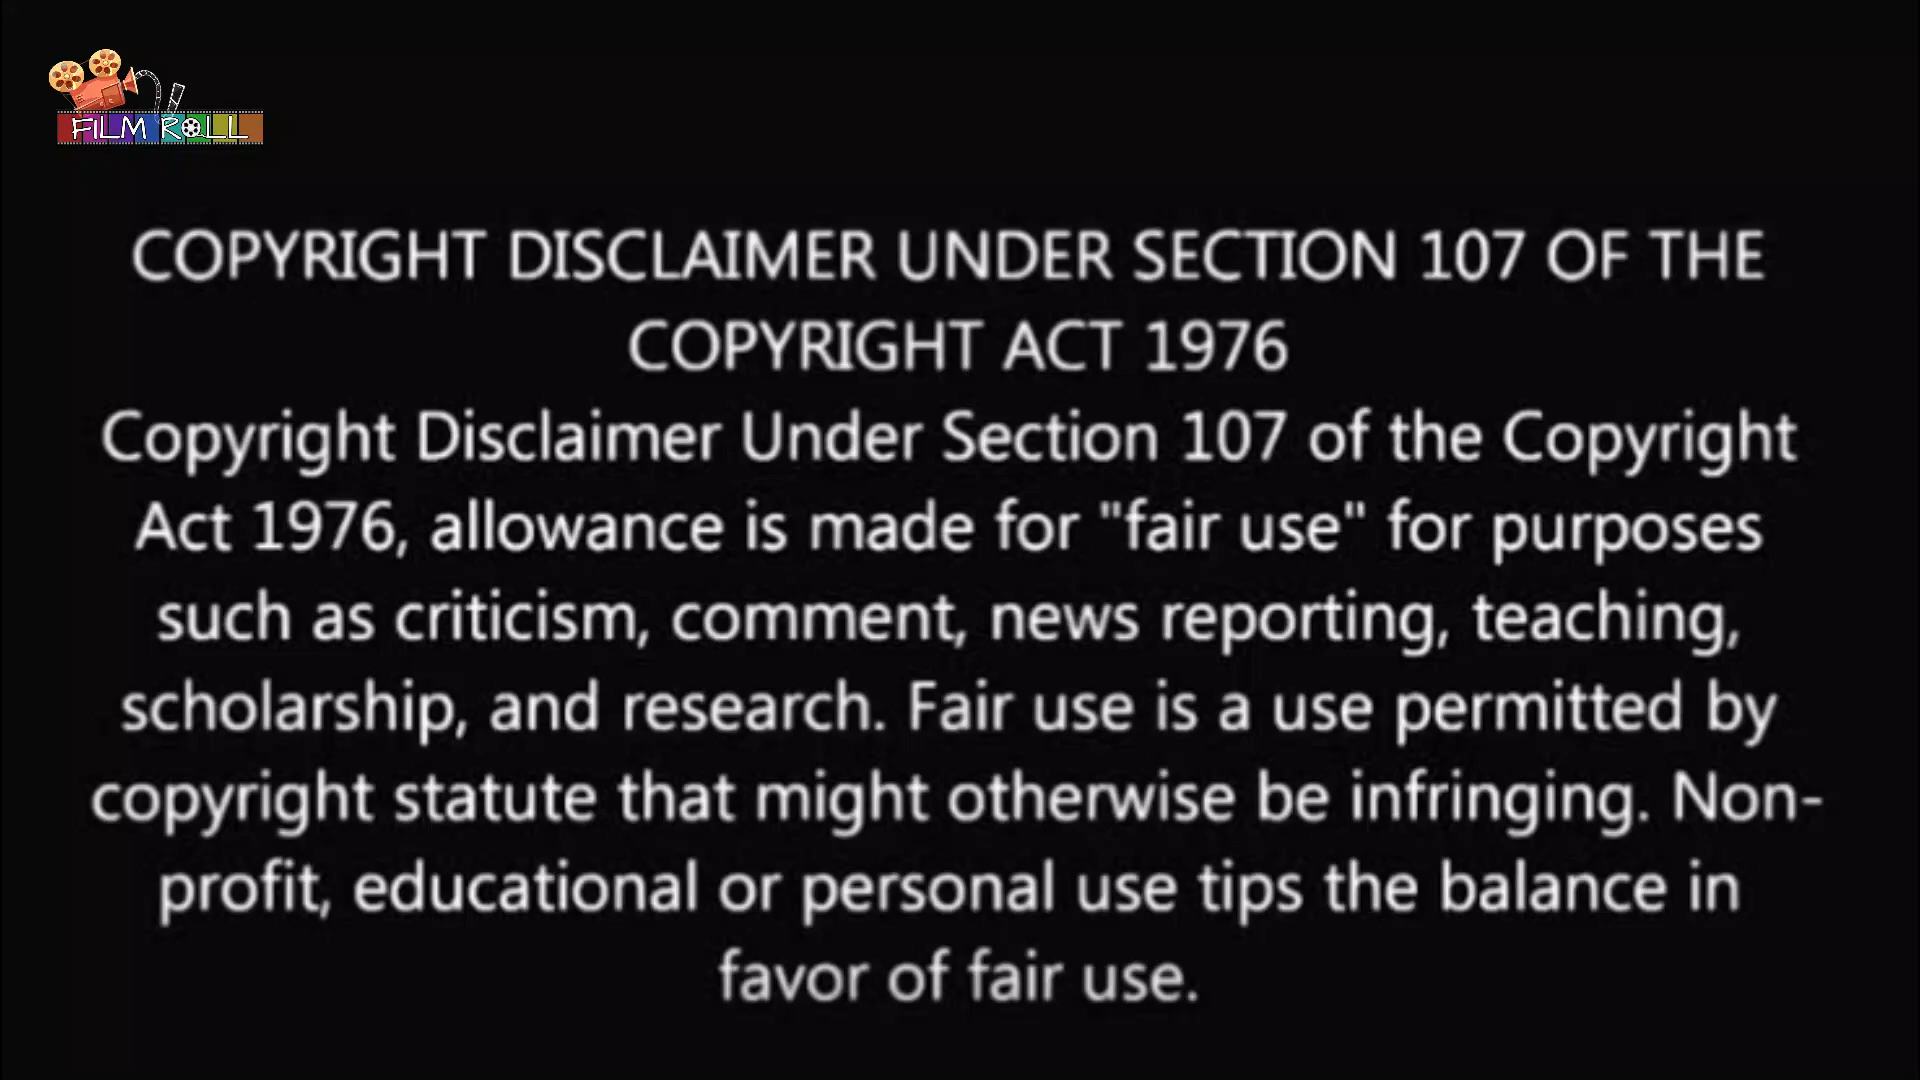 FILM ROLL
COPYRIGHT DISCLAIMER UNDER SECTION 107 OF THE
COPYRIGHT ACT 1976
Copyright Disclaimer Under Section 107 of the Copyright
Act 1976, allowance is made for "fair use" for purposes
such as criticism, comment, news reporting, teaching,
scholarship, and research. Fair use is a use permitted by
copyright statute that might otherwise be infringing. Non-
profit, educational or personal use tips the balance in
favor of fair use.